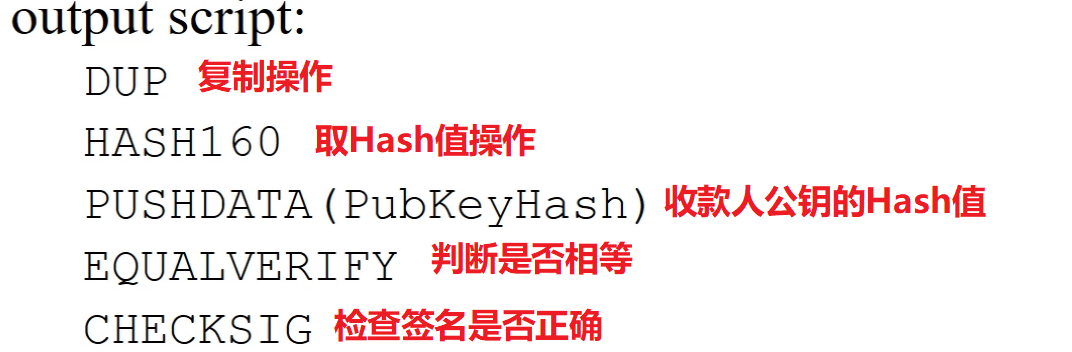 output script:
DUP 复制操作
HASH160 取Hash值操作
PUSHDATA(PubKeyHash) 收款人公钥的Hash值
EQUALVERIFY 判断是否相等
CHECKSIG 检查签名是否正确